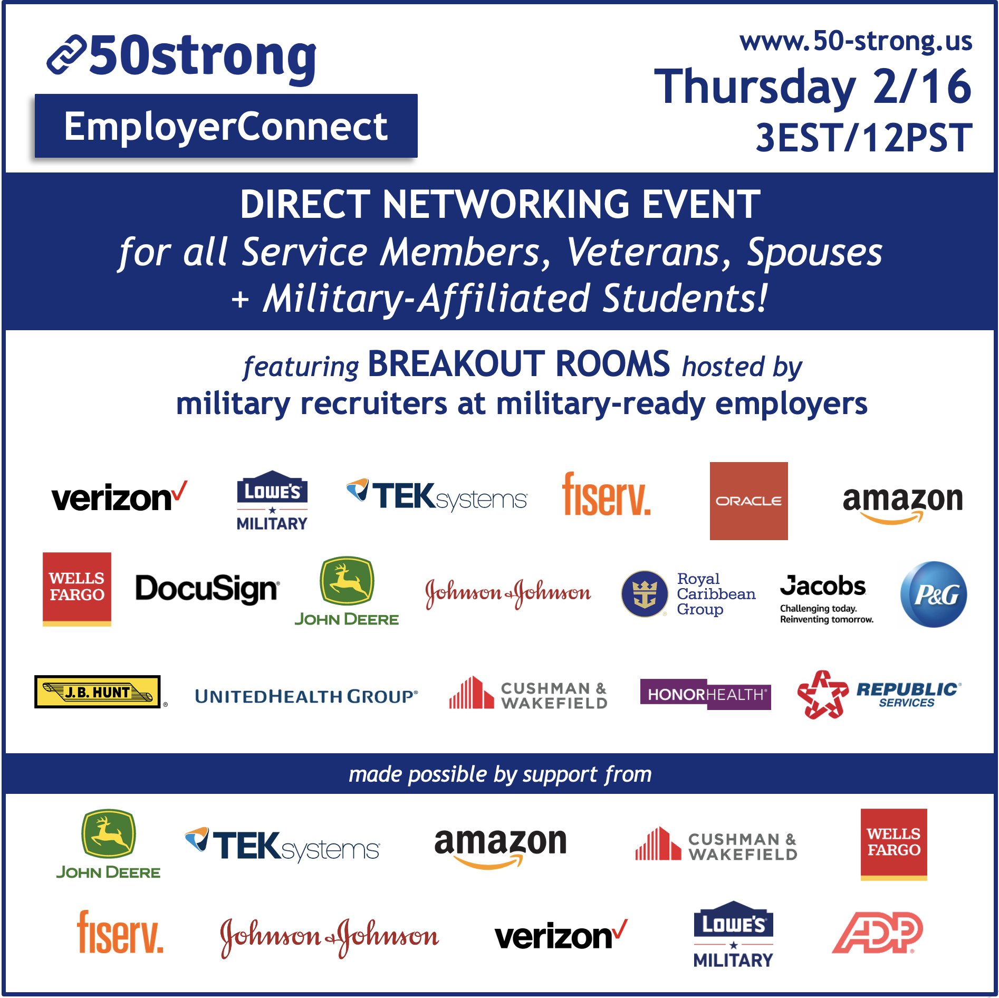 50strong
EmployerConnect
www.50-strong.us
Thursday 2/16
3EST/12PST
DIRECT NETWORKING EVENT
for all Service Members, Veterans, Spouses
+ Military-Affiliated Students!
featuring BREAKOUT ROOMS hosted by
military recruiters at military-ready employers
verizon
LOWE'S
MILITARY
TEKsystems
fiserv.
ORACLE
amazon
WELLS
FARGO
DocuSign
JOHN DEERE
Johnson & Johnson
Royal
Caribbean
Group
®
Jacobs
Challenging today.
Reinventing tomorrow.
P&G
J.B. HUNT
®
UNITEDHEALTH GROUP®
CUSHMAN &
WAKEFIELD
HONORHEALTH®
REPUBLIC®
SERVICES
made possible by support from
JOHN DEERE
TEKsystems
amazon
CUSHMAN &
WAKEFIELD
WELLS
FARGO
fiserv.
Johnson & Johnson
verizon
LOWE'S
MILITARY
ADP®